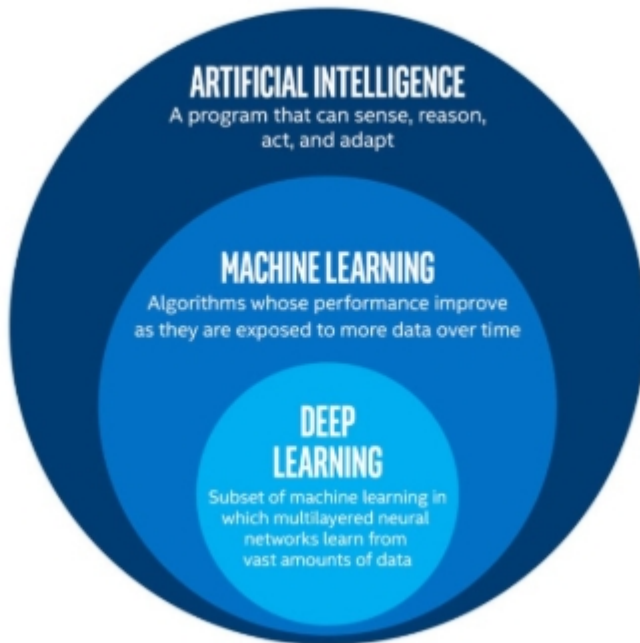 ARTIFICIAL INTELLIGENCE
A program that can sense, reason,
act, and adapt
MACHINE LEARNING
Algorithms whose performance improve
as they are exposed to more data over time
DEEP
LEARNING
Subset of machine learning in
which multilayered neural
networks learn from
vast amounts of data